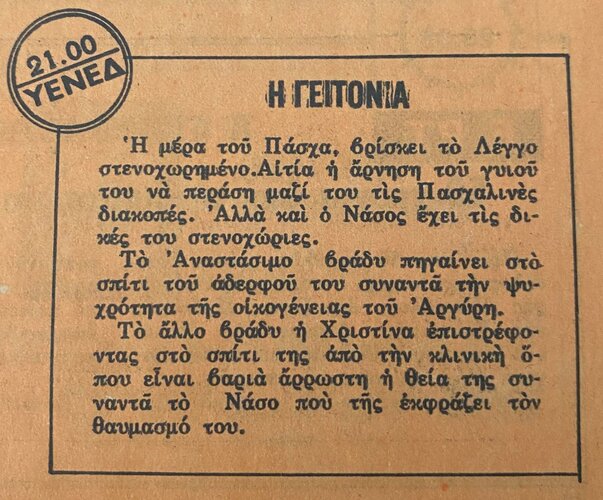 21.00
ΥΕΝΕΔ
Η ΓΕΙΤΟΝΙΑ
Ἡ μέρα τοῦ Πάσχα, βρίσκει τὸ Λέγγο
στενοχωρημένο.Αἰτία ἡ ἄρνηση τοῦ γυιοῦ
του νὰ περάση μαζί του τὶς Πασχαλινὲς
διακοπές. Ἀλλὰ καὶ ὁ Νάσος ἔχει τὶς δι-
κές του στενοχώριες.
Τὸ Ἀναστάσιμο βράδυ πηγαίνει στὸ
σπίτι τοῦ ἀδερφοῦ του συναντᾶ τὴν ψυ-
χρότητα τῆς οἰκογένειας τοῦ Ἀργύρη.
Τὸ ἄλλο βράδυ ἡ Χριστίνα ἐπιστρέφο-
ντας στὸ σπίτι της ἀπὸ τὴν κλινικὴ ὅ-
που εἶναι βαριὰ ἄρρωστη ἡ θεία της συ-
ναντᾶ τὸ Νάσο ποὺ τῆς ἐκφράζει τὸν
θαυμασμό του.